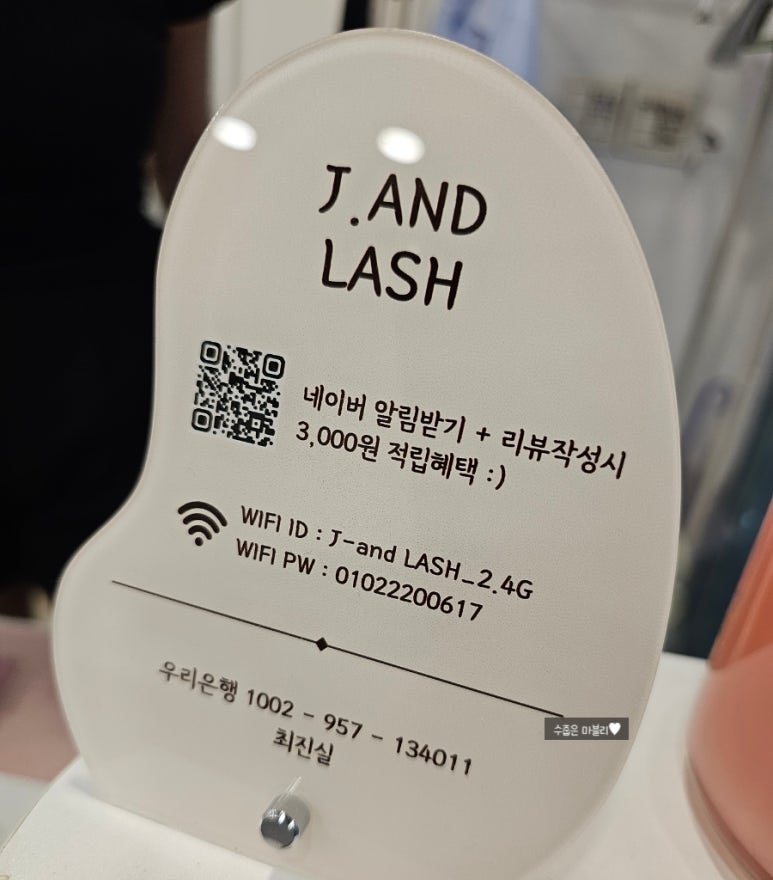 J.AND
LASH
네이버 알림받기 + 리뷰작성시
3,000원 적립혜택 :)
WIFI ID : J-and LASH_2.4G
WIFI PW : 01022200617
우리은행 1002 - 957 - 134011
최진실
수줍은 마블리♥